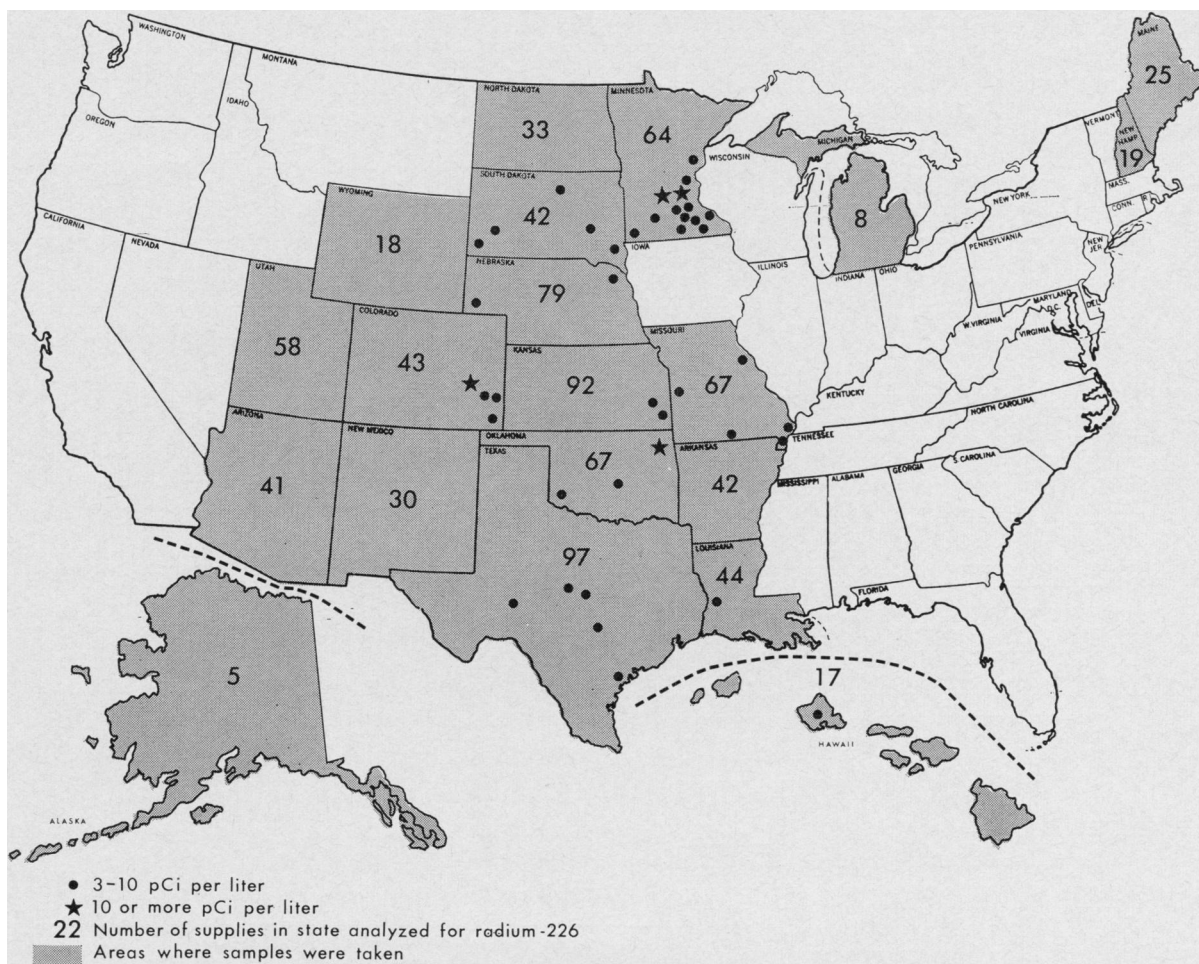 WASHINGTON
MONTANA
NORTH DAKOTA
MINNESOTA
MAINE
25
OREGON
IDAHO
33
64
VERMONT
NEW HAMP.
19
WISCONSIN
MICHIGAN
SOUTH DAKOTA
42
WYOMING
18
MASS.
NEW YORK
CONN.
R
CALIFORNIA
NEVADA
8
IOWA
PENNSYLVANIA
NEW JER
NEBRASKA
79
UTAH
58
ILLINOIS
INDIANA
OHIO
MARYLAND
D.C.
DEL.
W. VIRGINIA
VIRGINIA
COLORADO
43
MISSOURI
67
KANSAS
92
KENTUCKY
ARIZONA
41
NEW MEXICO
30
OKLAHOMA
67
TEXAS
97
ARKANSAS
42
TENNESSEE
NORTH CAROLINA
S. CAROLINA
MISSISSIPPI
ALABAMA
GEORGIA
LOUISIANA
44
FLORIDA
5
17
HAWAII
ALASKA
3-10 pCi per liter
10 or more pCi per liter
22 Number of supplies in state analyzed for radium-226
Areas where samples were taken